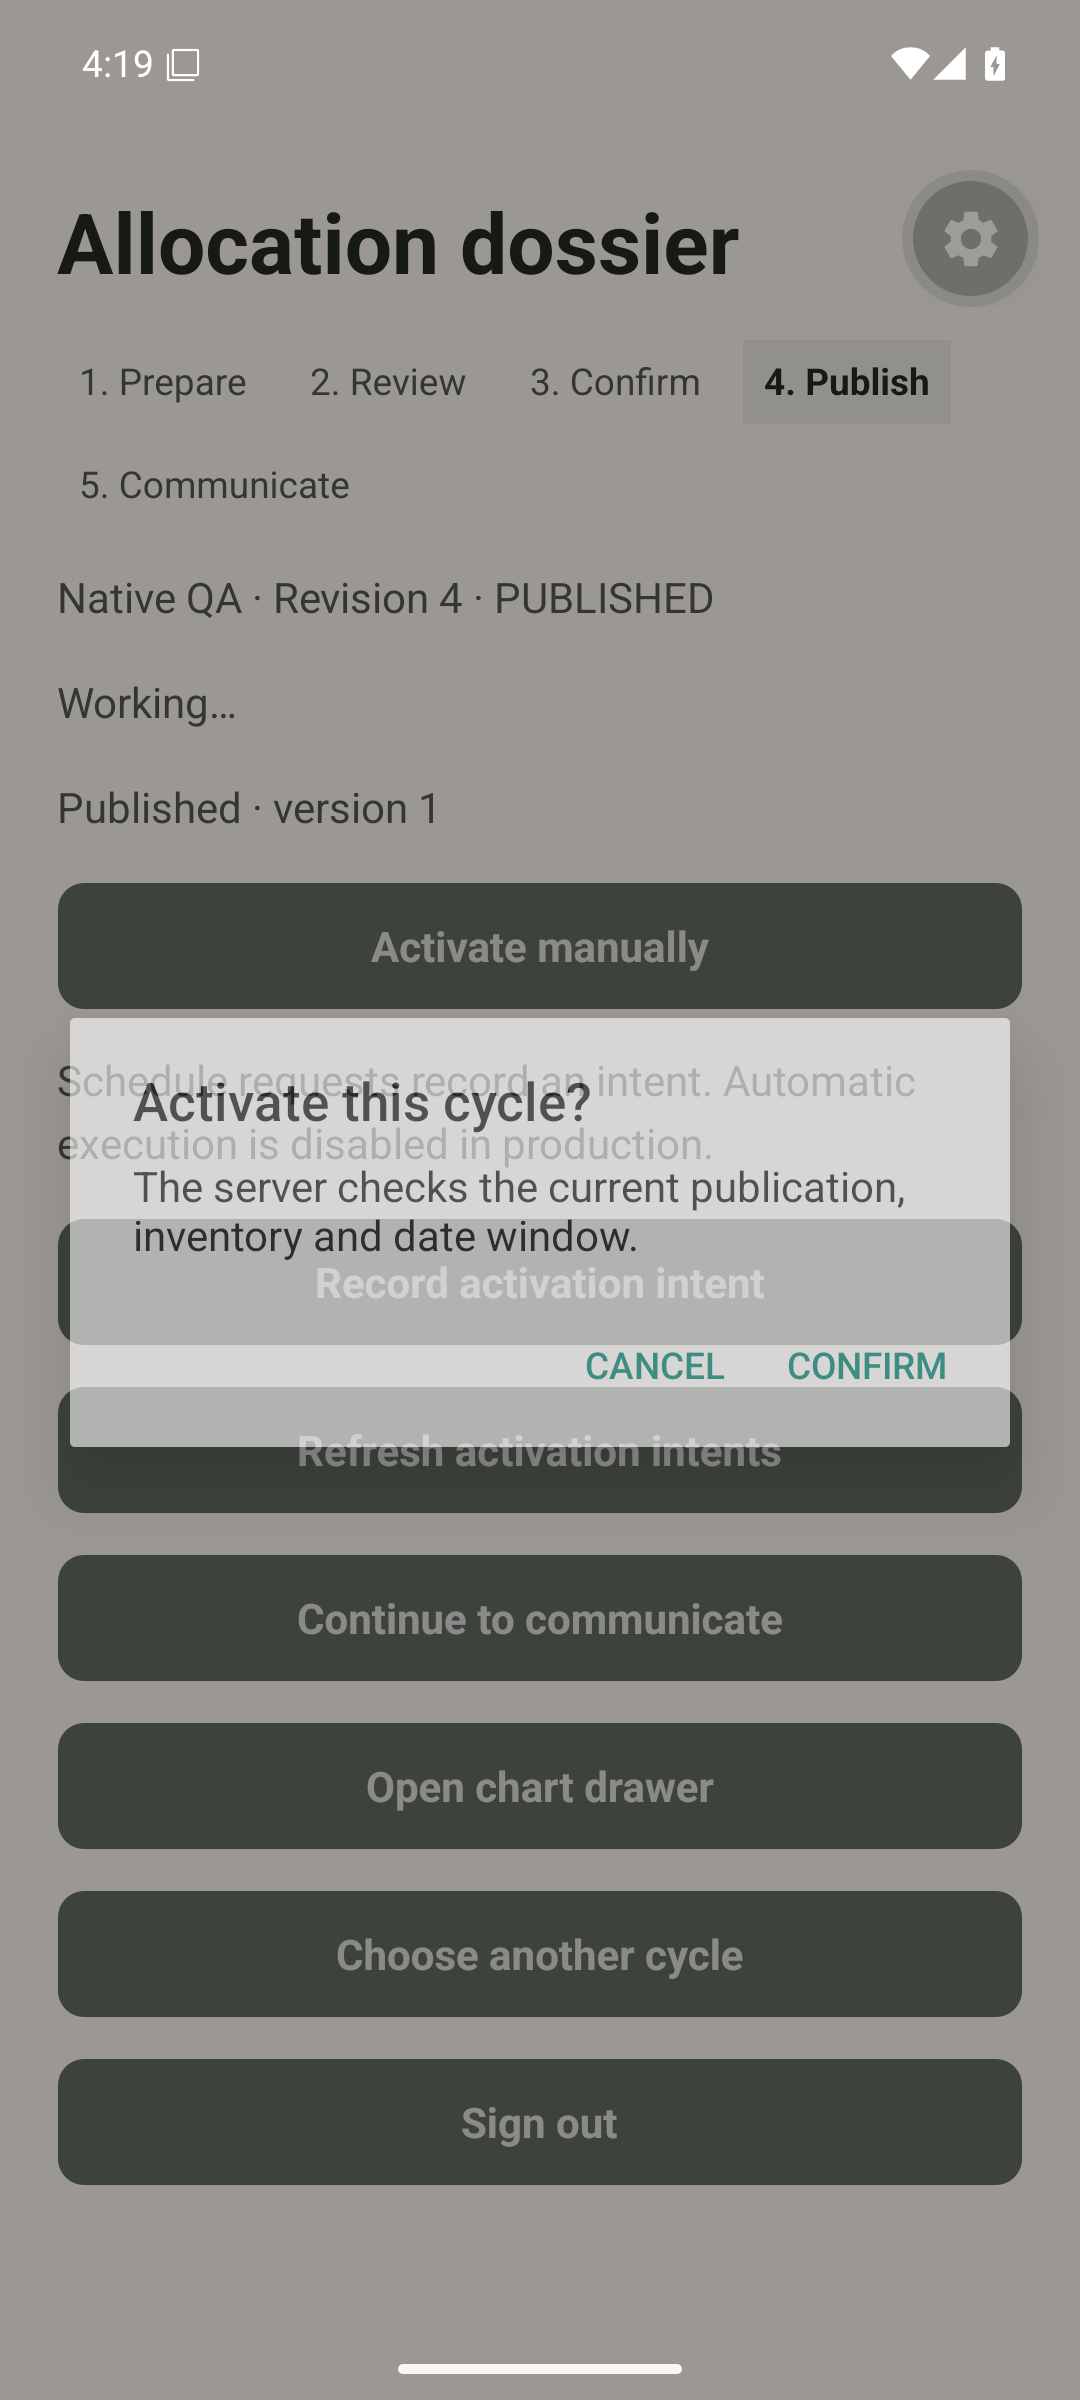 4:19
Allocation dossier
1. Prepare 2. Review 3. Confirm 4. Publish
5. Communicate
Native QA · Revision 4 · PUBLISHED
Working…
Published · version 1
Activate manually
Schedule requests record an intent. Automatic
execution is disabled in production.
Activate this cycle?
The server checks the current publication,
inventory and date window.
Record activation intent
CANCEL CONFIRM
Refresh activation intents
Continue to communicate
Open chart drawer
Choose another cycle
Sign out